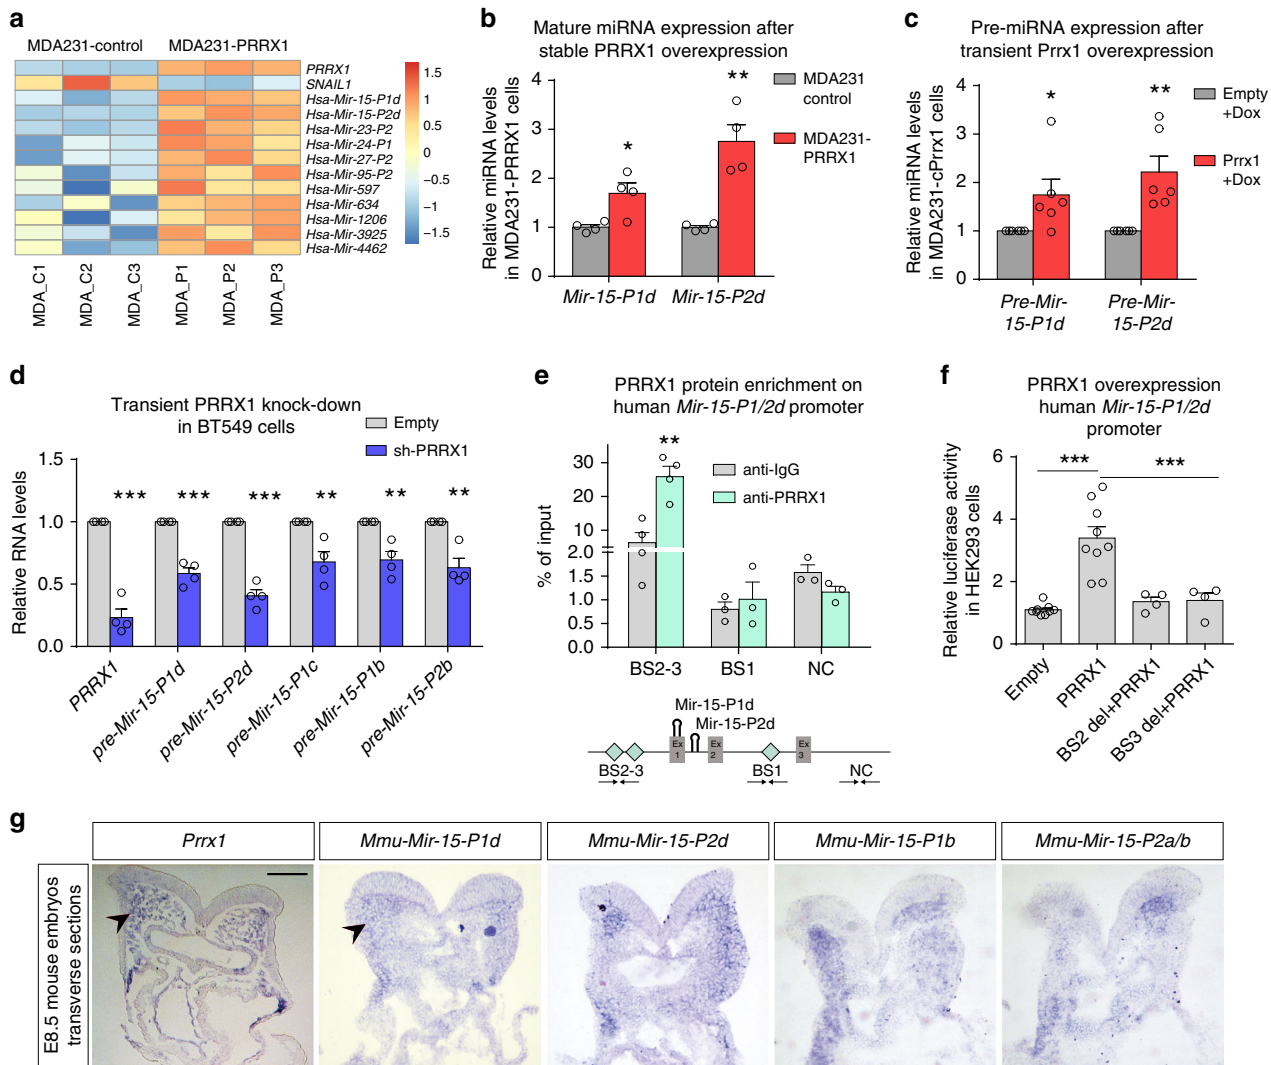 a
MDA231-control MDA231-PRRX1
PRRX1
SNAIL1
Hsa-Mir-15-P1d
Hsa-Mir-15-P2d
Hsa-Mir-23-P2
Hsa-Mir-24-P1
Hsa-Mir-27-P2
Hsa-Mir-95-P2
Hsa-Mir-597
Hsa-Mir-634
Hsa-Mir-1206
Hsa-Mir-3925
Hsa-Mir-4462
1.5
1
0.5
0
−0.5
−1
−1.5
MDA_C1
MDA_C2
MDA_C3
MDA_P1
MDA_P2
MDA_P3
b
Mature miRNA expression after
stable PRRX1 overexpression
Relative miRNA levels
in MDA231-PRRX1 cells
4
3
2
1
0
*
**
MDA231
control
MDA231-
PRRX1
Mir-15-P1d
Mir-15-P2d
c
Pre-miRNA expression after
transient Prrx1 overexpression
Relative miRNA levels
in MDA231-cPrrx1 cells
4
3
2
1
0
*
**
Empty
+Dox
Prrx1
+Dox
Pre-Mir-
15-P1d
Pre-Mir-
15-P2d
d
Transient PRRX1 knock-down
in BT549 cells
Empty
sh-PRRX1
Relative RNA levels
1.5
1.0
0.5
0.0
*** *** *** ** ** **
PRRX1
pre-Mir-15-P1d
pre-Mir-15-P2d
pre-Mir-15-P1c
pre-Mir-15-P1b
pre-Mir-15-P2b
e
PRRX1 protein enrichment on
human Mir-15-P1/2d promoter
% of input
30
20
10
2.0
1.5
1.0
0.5
0.0
**
anti-IgG
anti-PRRX1
BS2-3
BS1
NC
Mir-15-P1d
Mir-15-P2d
Ex
1
Ex
2
Ex
3
BS2-3
BS1
NC
f
PRRX1 overexpression
human Mir-15-P1/2d
promoter
Relative luciferase activity
in HEK293 cells
6
4
2
0
***
***
Empty
PRRX1
BS2 del+PRRX1
BS3 del+PRRX1
g
Prrx1
Mmu-Mir-15-P1d
Mmu-Mir-15-P2d
Mmu-Mir-15-P1b
Mmu-Mir-15-P2a/b
E8.5 mouse embryos
transverse sections